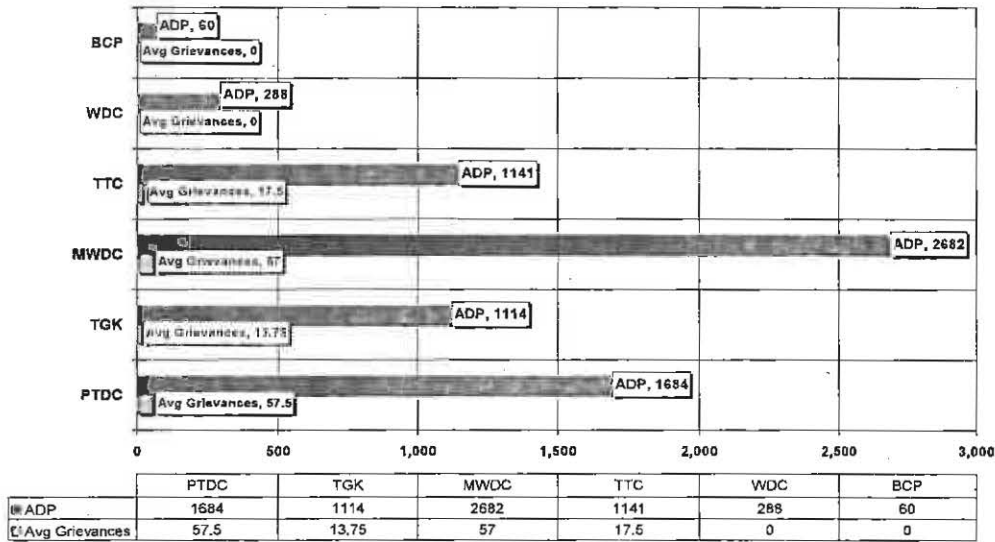 BCP
ADP, 60
Avg Grievances, 0
WDC
ADP, 288
Avg Grievances, 0
TTC
ADP, 1141
Avg Grievances, 17.5
MWDC
ADP, 2682
Avg Grievances, 57
TGK
ADP, 1114
Avg Grievances, 13.75
PTDC
ADP, 1684
Avg Grievances, 57.5
0 500 1,000 1,500 2,000 2,500 3,000
PTDC TGK MWDC TTC WDC BCP
ADP 1684 1114 2682 1141 288 60
Avg Grievances 57.5 13.75 57 17.5 0 0